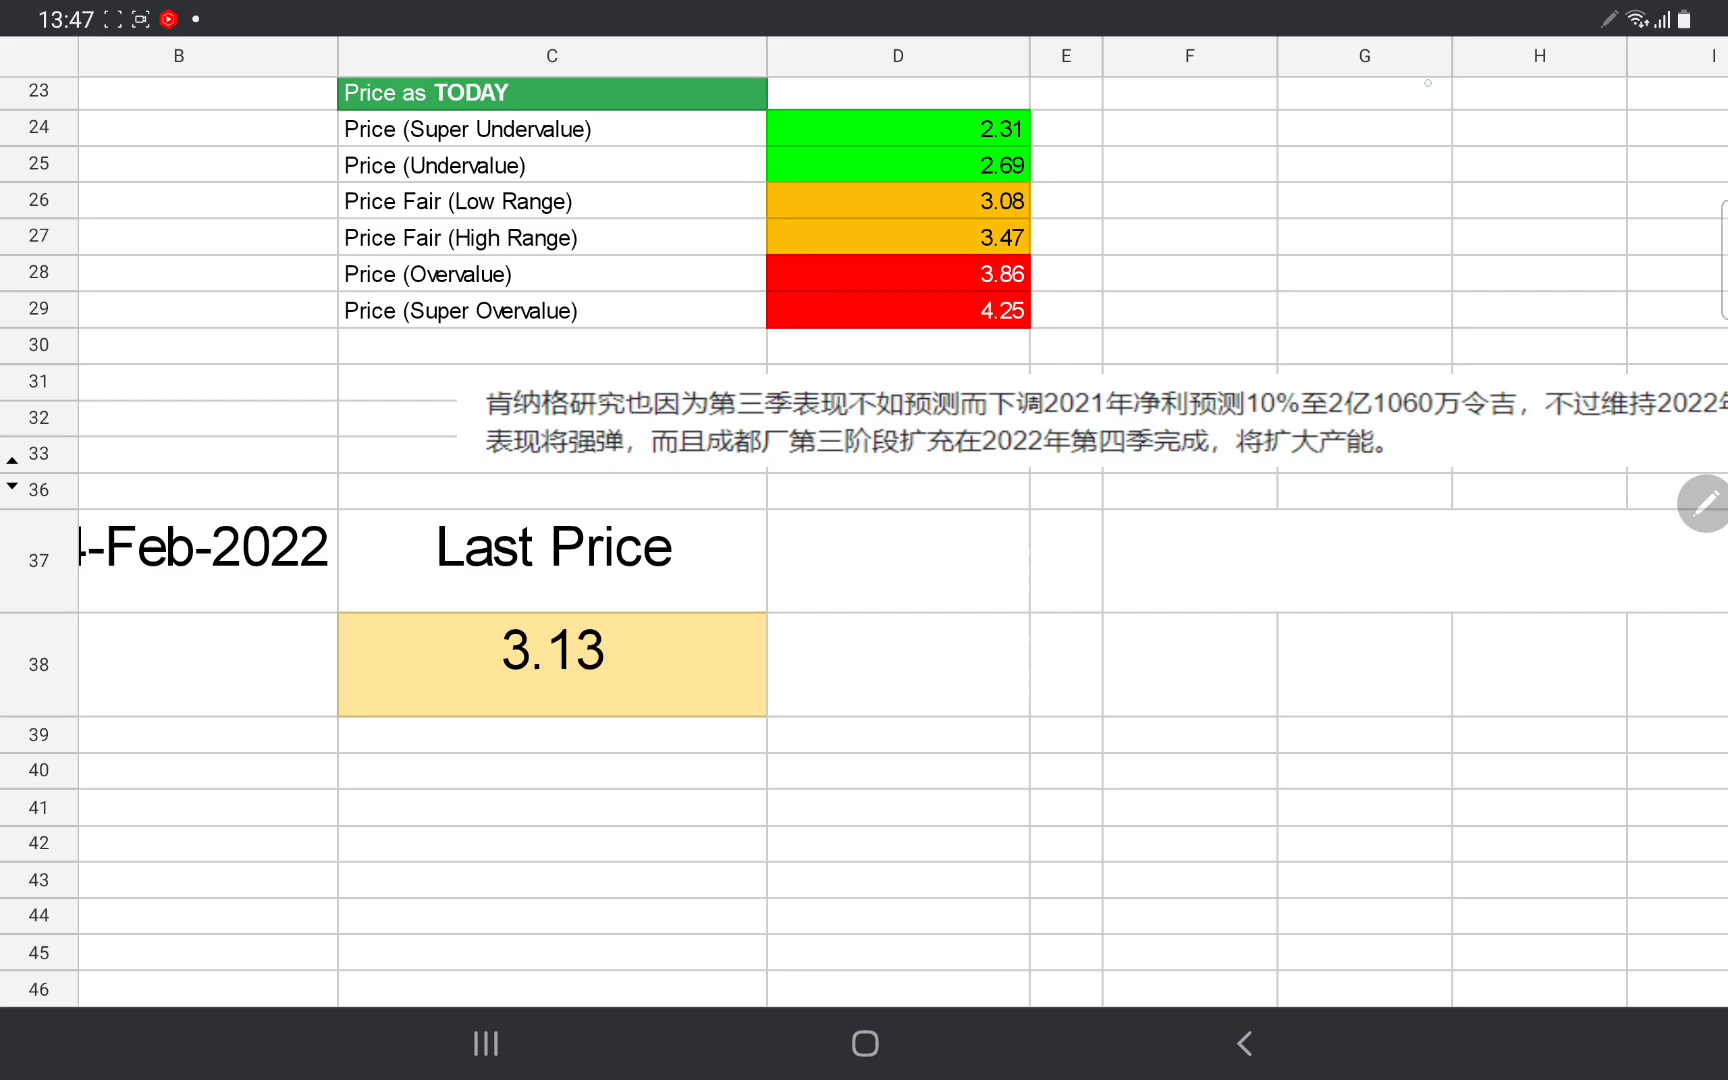 13:47
B C D E F G H I
23 Price as TODAY
24 Price (Super Undervalue) 2.31
25 Price (Undervalue) 2.69
26 Price Fair (Low Range) 3.08
27 Price Fair (High Range) 3.47
28 Price (Overvalue) 3.86
29 Price (Super Overvalue) 4.25
30
31
肯纳格研究也因为第三季表现不如预测而下调2021年净利预测10%至2亿1060万令吉，不过维持2022年
32
表现将强弹，而且成都厂第三阶段扩充在2022年第四季完成，将扩大产能。
33
36
37 4-Feb-2022 Last Price
38 3.13
39
40
41
42
43
44
45
46